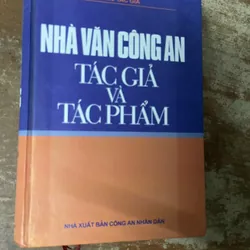 NHÀ VĂN CÔNG AN
TÁC GIẢ
VÀ
TÁC PHẨM
NHÀ XUẤT BẢN CÔNG AN NHÂN DÂN